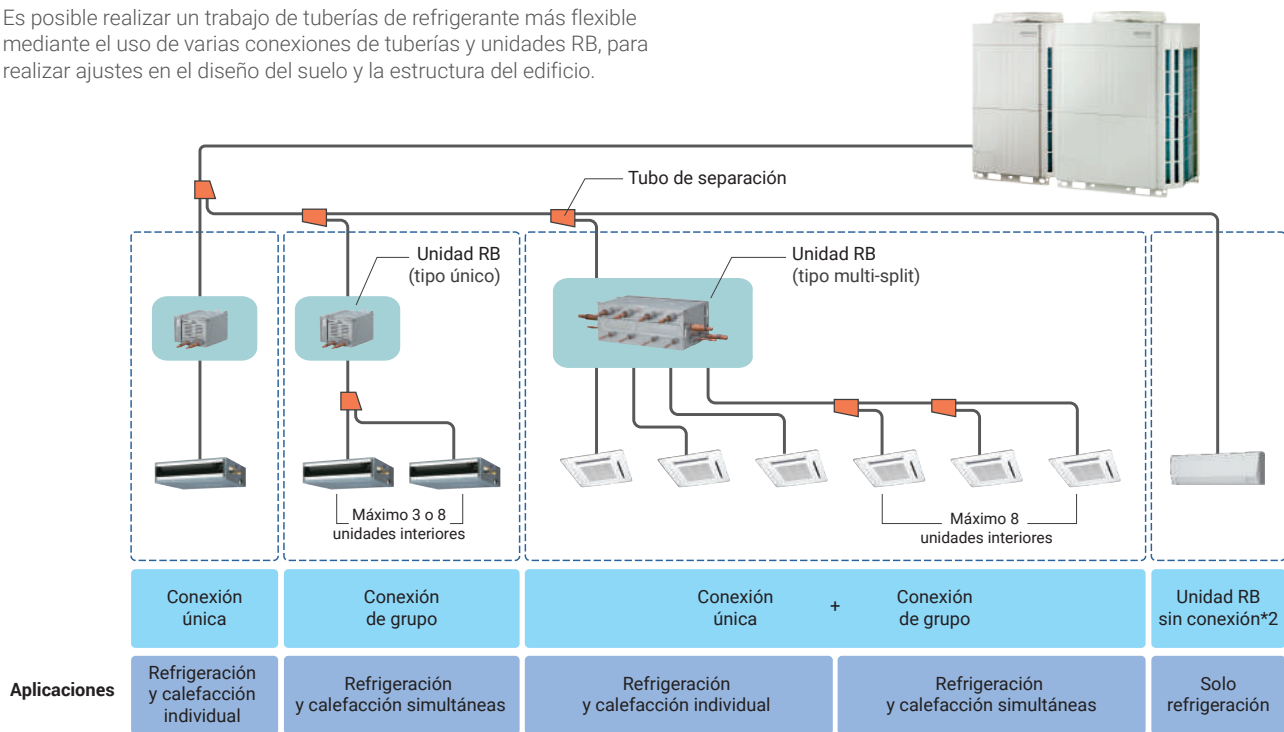 Es posible realizar un trabajo de tuberías de refrigerante más flexible
mediante el uso de varias conexiones de tuberías y unidades RB, para
realizar ajustes en el diseño del suelo y la estructura del edificio.
Tubo de separación
Unidad RB
(tipo único)
Unidad RB
(tipo multi-split)
Máximo 3 o 8
unidades interiores
Máximo 8
unidades interiores
Conexión
única
Conexión
de grupo
Conexión
única
+
Conexión
de grupo
Unidad RB
sin conexión*2
Aplicaciones
Refrigeración
y calefacción
individual
Refrigeración
y calefacción simultáneas
Refrigeración
y calefacción individual
Refrigeración
y calefacción simultáneas
Solo
refrigeración